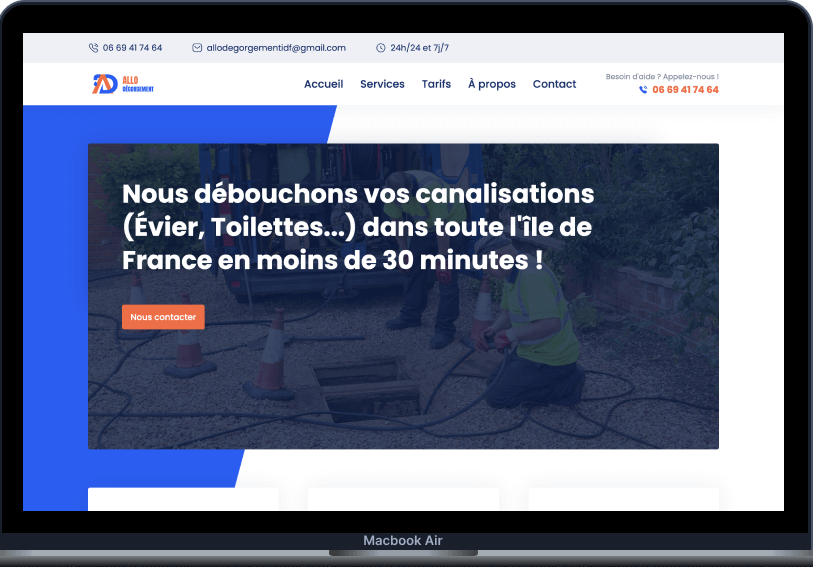 06 69 41 74 64
allodegorgementidf@gmail.com
24h/24 et 7j/7
ALLO
DÉGORGEMENT
Accueil
Services
Tarifs
À propos
Contact
Besoin d'aide ? Appelez-nous !
06 69 41 74 64
Nous débouchons vos canalisations
(Évier, Toilettes...) dans toute l'île de
France en moins de 30 minutes !
Nous contacter
Macbook Air